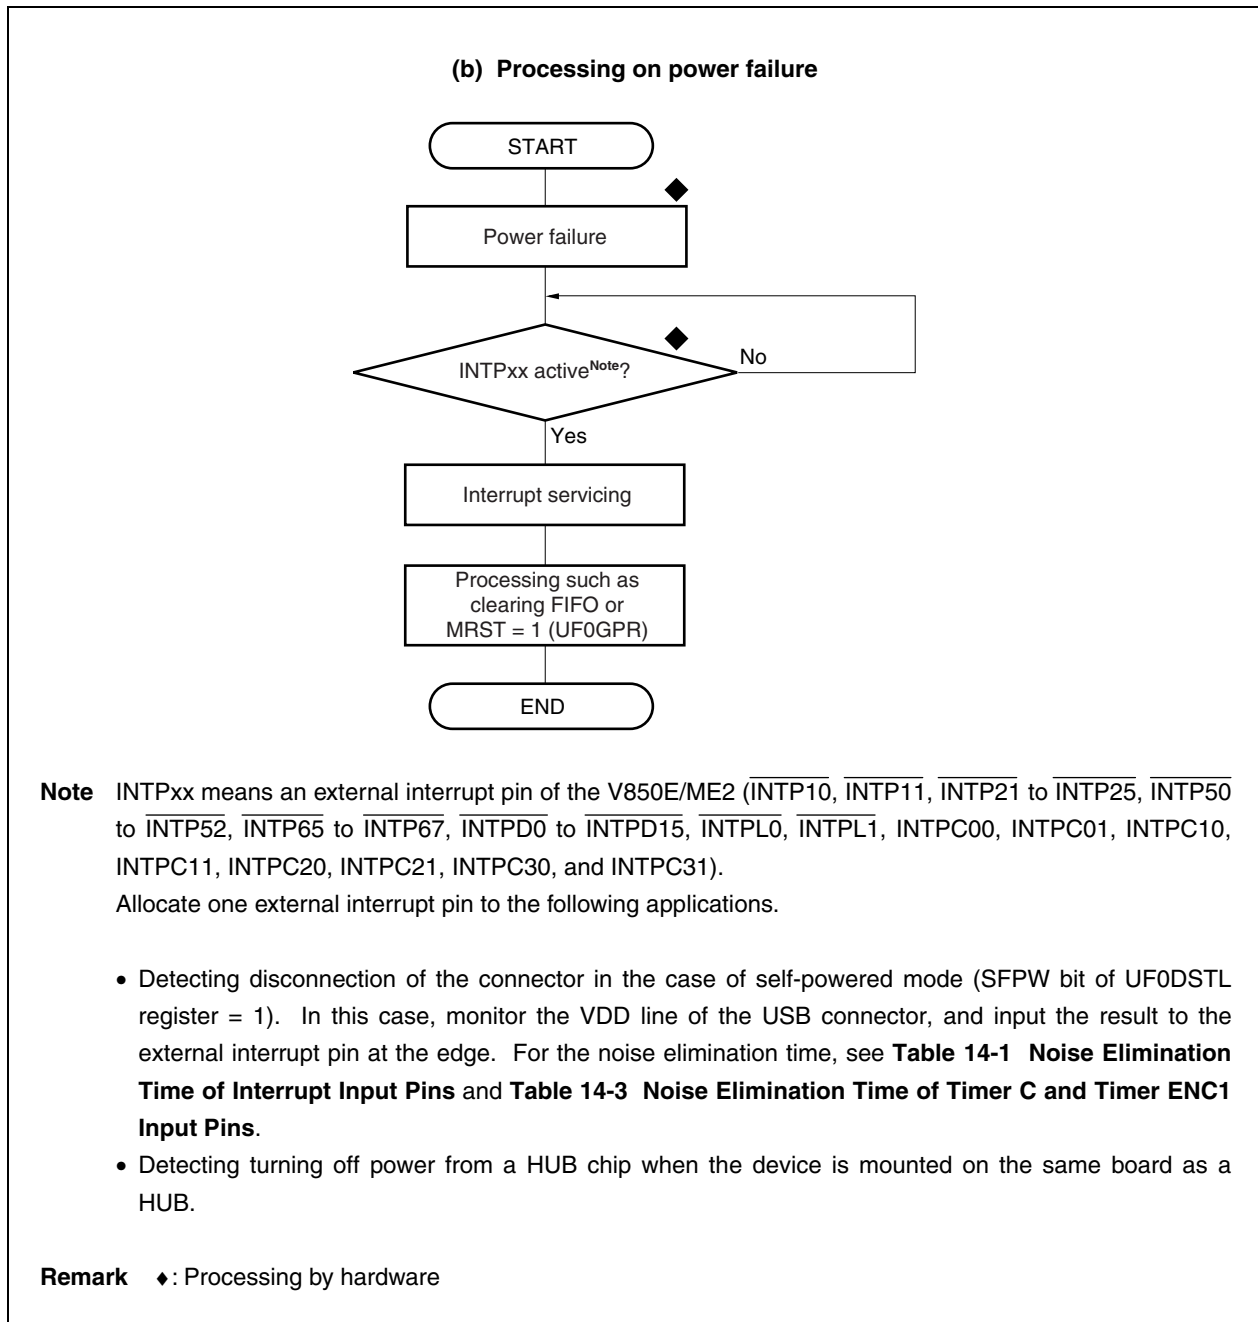 (b) Processing on power failure
START
Power failure
INTPxx active^Note?
No
Yes
Interrupt servicing
Processing such as
clearing FIFO or
MRST = 1 (UF0GPR)
END
Note INTPxx means an external interrupt pin of the V850E/ME2 (INTP10, INTP11, INTP21 to INTP25, INTP50
to INTP52, INTP65 to INTP67, INTPD0 to INTPD15, INTPL0, INTPL1, INTPC00, INTPC01, INTPC10,
INTPC11, INTPC20, INTPC21, INTPC30, and INTPC31).
Allocate one external interrupt pin to the following applications.
• Detecting disconnection of the connector in the case of self-powered mode (SFPW bit of UF0DSTL
register = 1). In this case, monitor the VDD line of the USB connector, and input the result to the
external interrupt pin at the edge. For the noise elimination time, see Table 14-1 Noise Elimination
Time of Interrupt Input Pins and Table 14-3 Noise Elimination Time of Timer C and Timer ENC1
Input Pins.
• Detecting turning off power from a HUB chip when the device is mounted on the same board as a
HUB.
Remark ♦: Processing by hardware